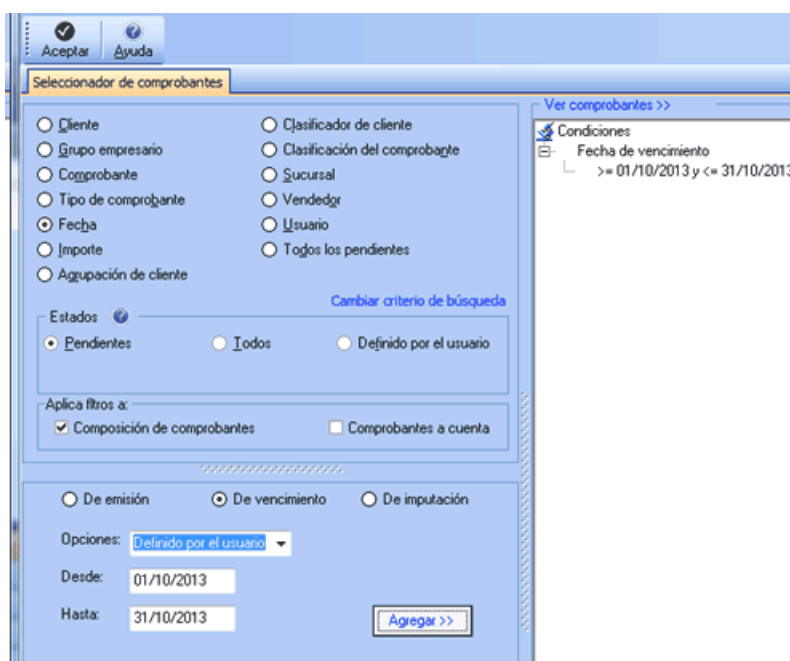 Aceptar Ayuda
Seleccionador de comprobantes
Cliente
Grupo empresario
Comprobante
Tipo de comprobante
Fecha
Importe
Agrupación de cliente
Clasificador de cliente
Clasificación del comprobante
Sucursal
Vendedor
Usuario
Todos los pendientes
Cambiar criterio de búsqueda
Estados
Pendientes Todos Definido por el usuario
Aplica filtros a:
Composición de comprobantes Comprobantes a cuenta
De emisión De vencimiento De imputación
Opciones: Definido por el usuario
Desde: 01/10/2013
Hasta: 31/10/2013
Agregar >>
Ver comprobantes >>
Condiciones
Fecha de vencimiento
>= 01/10/2013 y <= 31/10/2013